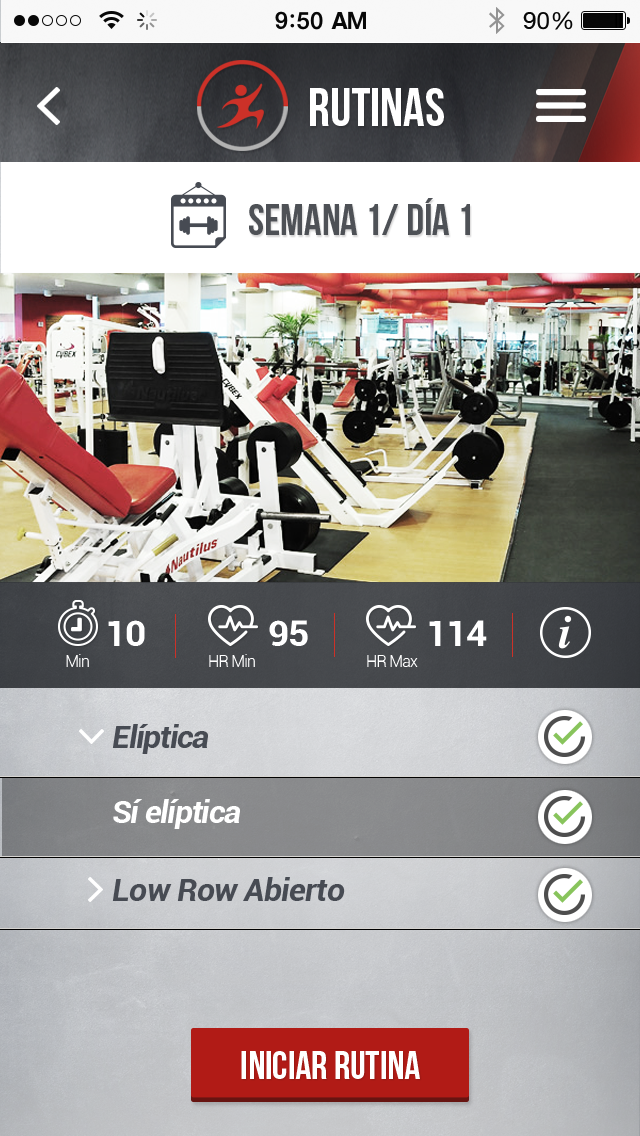 9:50 AM
90%
RUTINAS
SEMANA 1/ DÍA 1
CYBEX
CYBEX
Nautilus
Nautilus
10
Min
95
HR Min
114
HR Max
i
Elíptica
Sí elíptica
Low Row Abierto
INICIAR RUTINA